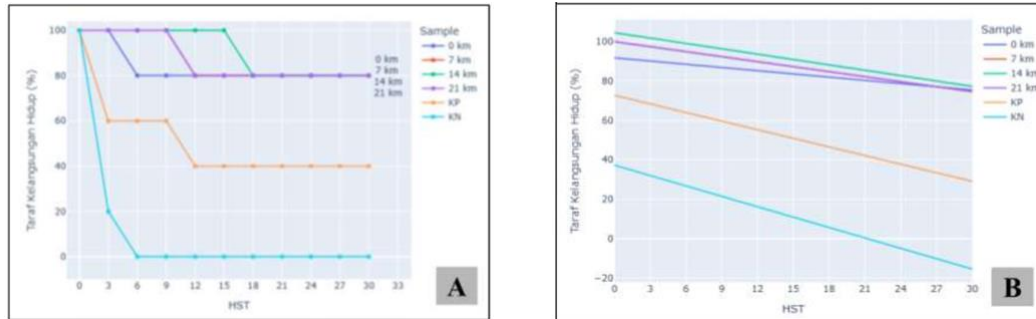 Taraf Kelangsungan Hidup (%)
100
80
60
40
20
0
0 3 6 9 12 15 18 21 24 27 30 33
HST
0 km
7 km
14 km
21 km
Sample
0 km
7 km
14 km
21 km
KP
KN
A
Taraf Kelangsungan Hidup (%)
100
80
60
40
20
0
−20
0 3 6 9 12 15 18 21 24 27 30
HST
Sample
0 km
7 km
14 km
21 km
KP
KN
B